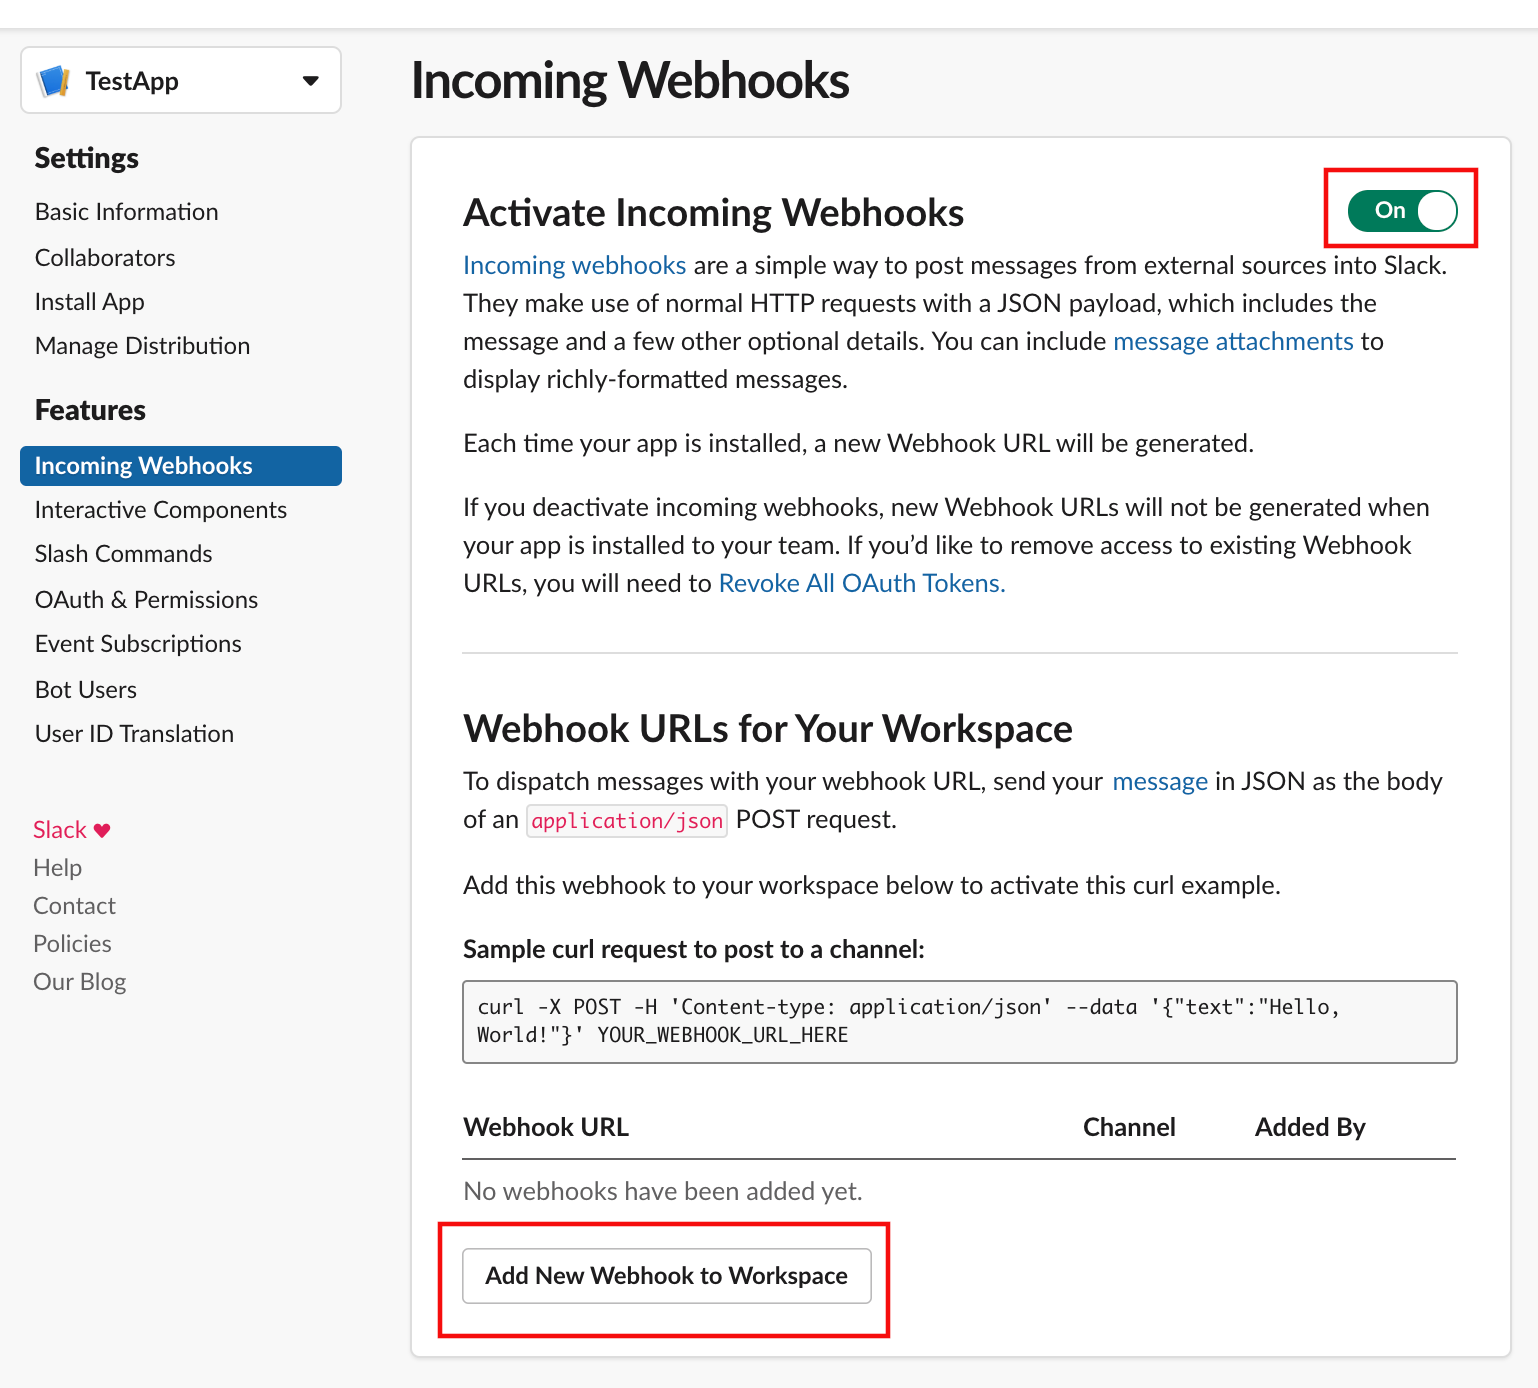 TestApp
Settings
Basic Information
Collaborators
Install App
Manage Distribution
Features
Incoming Webhooks
Interactive Components
Slash Commands
OAuth & Permissions
Event Subscriptions
Bot Users
User ID Translation
Slack
Help
Contact
Policies
Our Blog
Incoming Webhooks
Activate Incoming Webhooks
On
Incoming webhooks are a simple way to post messages from external sources into Slack.
They make use of normal HTTP requests with a JSON payload, which includes the
message and a few other optional details. You can include message attachments to
display richly-formatted messages.
Each time your app is installed, a new Webhook URL will be generated.
If you deactivate incoming webhooks, new Webhook URLs will not be generated when
your app is installed to your team. If you’d like to remove access to existing Webhook
URLs, you will need to Revoke All OAuth Tokens.
Webhook URLs for Your Workspace
To dispatch messages with your webhook URL, send your message in JSON as the body
of an application/json POST request.
Add this webhook to your workspace below to activate this curl example.
Sample curl request to post to a channel:
curl -X POST -H 'Content-type: application/json' --data '{"text":"Hello,
World!"}' YOUR_WEBHOOK_URL_HERE
Webhook URL Channel Added By
No webhooks have been added yet.
Add New Webhook to Workspace